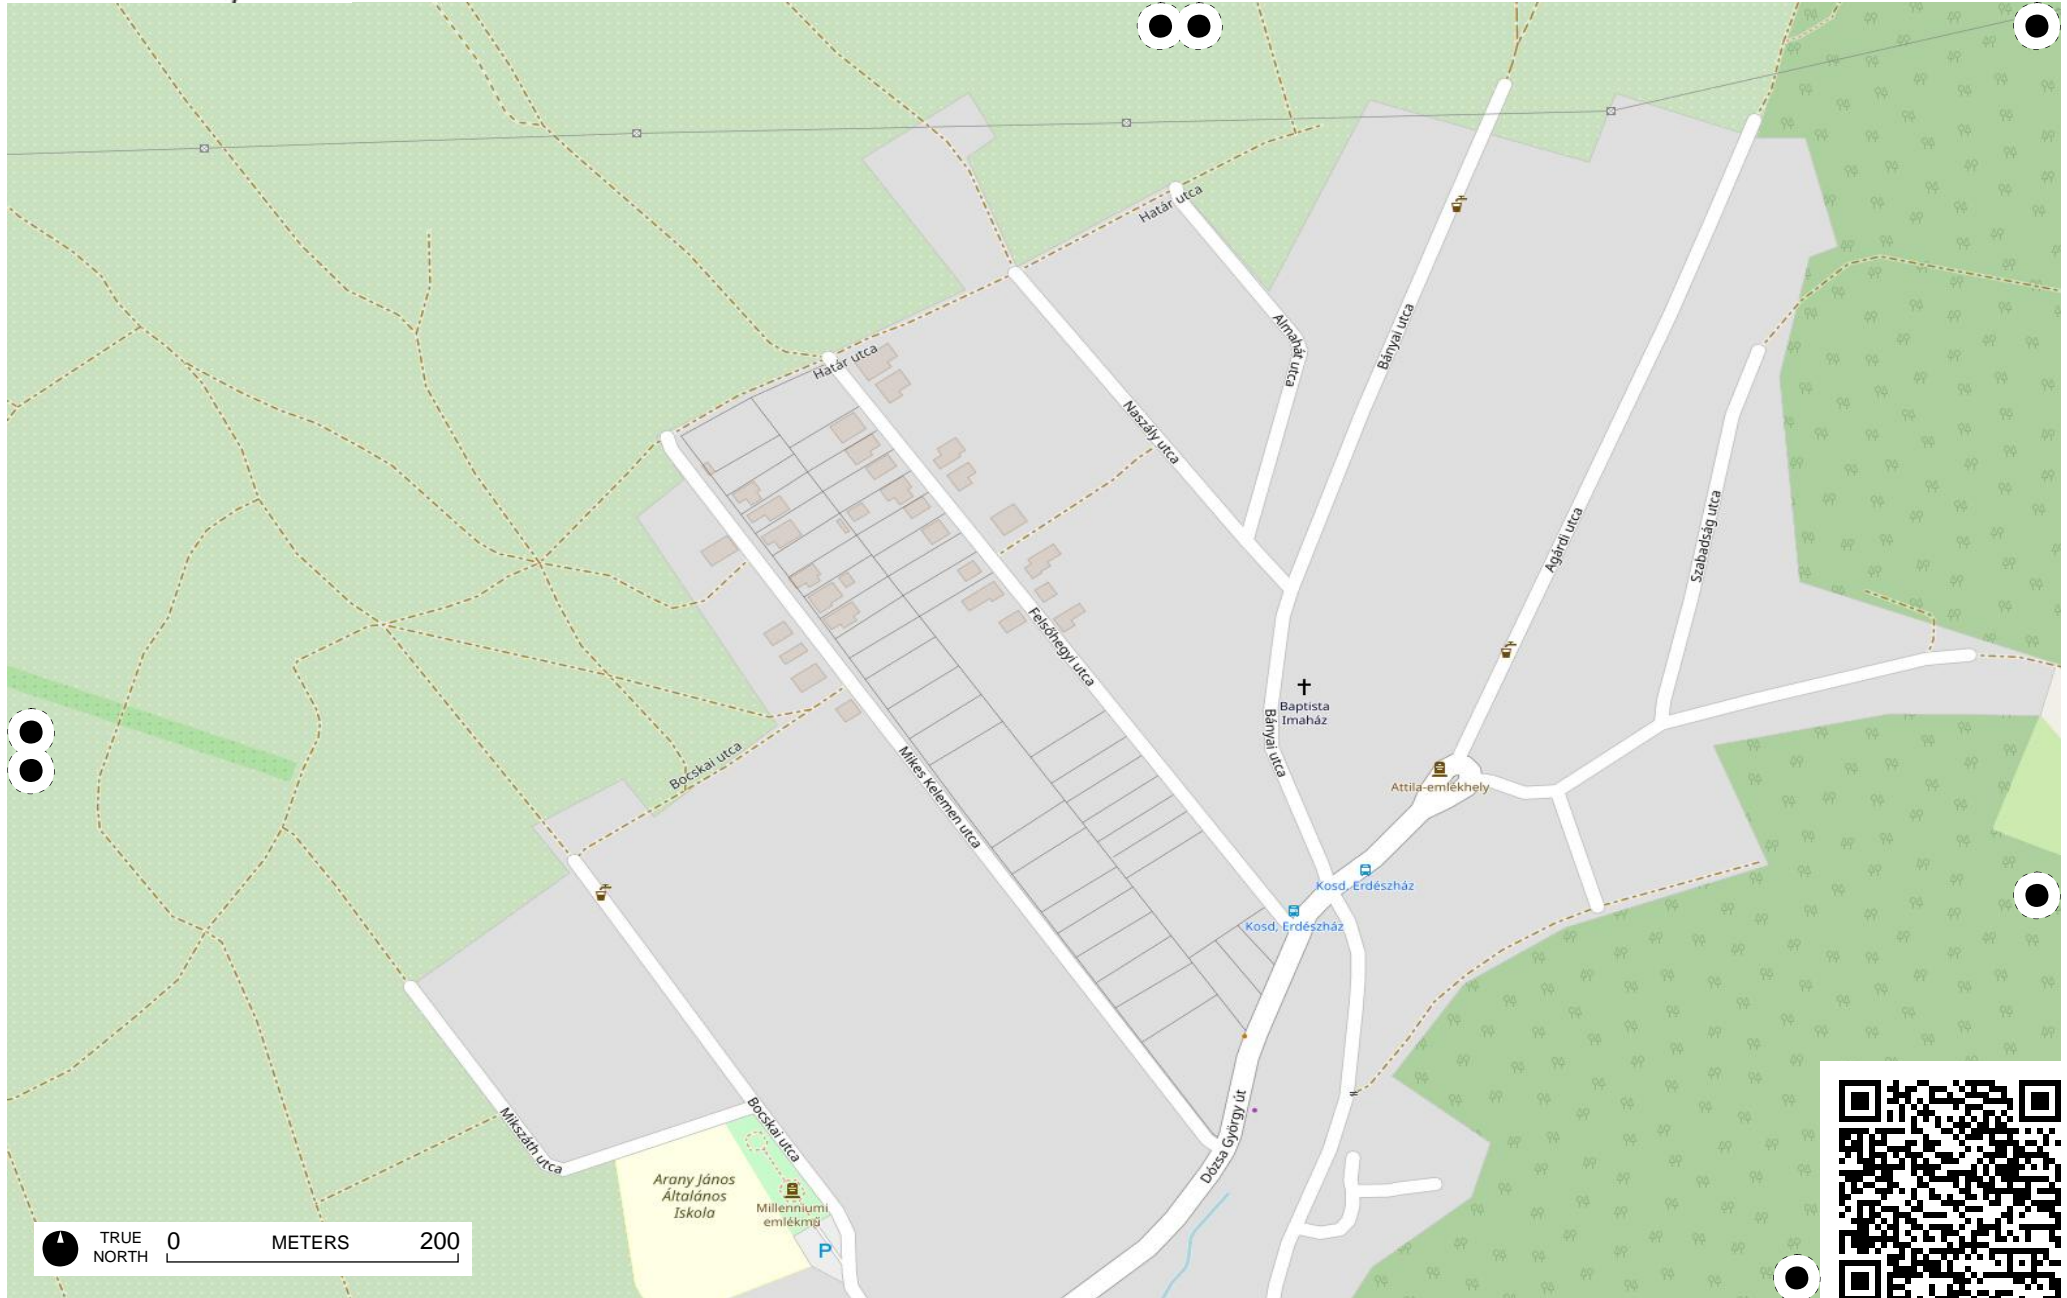 Határ utca
Almahát utca
Bányai utca
Határ utca
Naszály utca
Agárdi utca
Szabadság utca
Felsőhegyi utca
Baptista
Imaház
Bányai utca
Bocskai utca
Mikes Kelemen utca
Attila-emlékhely
Kosd, Erdészház
Kosd, Erdészház
Mikszáth utca
Bocskai utca
Dózsa György út
Arany János
Általános
Iskola
Millenniumi
emlékmű
P
TRUE
NORTH
0 METERS 200